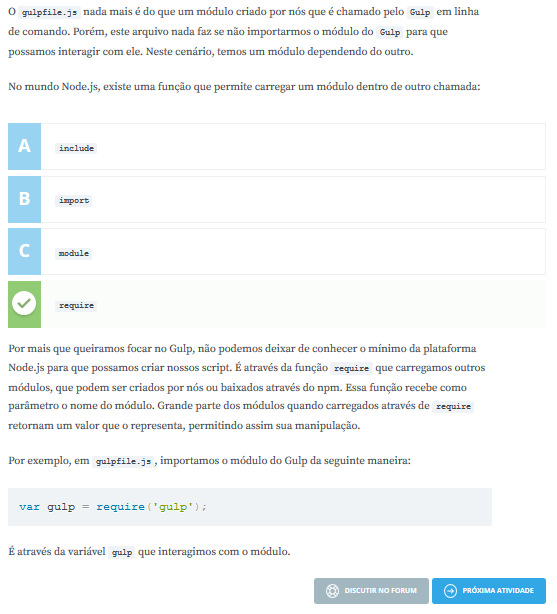 O gulpfile.js nada mais é do que um módulo criado por nós que é chamado pelo Gulp em linha
de comando. Porém, este arquivo nada faz se não importarmos o módulo do Gulp para que
possamos interagir com ele. Neste cenário, temos um módulo dependendo do outro.
No mundo Node.js, existe uma função que permite carregar um módulo dentro de outro chamada:
A include
B import
C module
require
Por mais que queiramos focar no Gulp, não podemos deixar de conhecer o mínimo da plataforma
Node.js para que possamos criar nossos script. É através da função require que carregamos outros
módulos, que podem ser criados por nós ou baixados através do npm. Essa função recebe como
parâmetro o nome do módulo. Grande parte dos módulos quando carregados através de require
retornam um valor que o representa, permitindo assim sua manipulação.
Por exemplo, em gulpfile.js, importamos o módulo do Gulp da seguinte maneira:
var gulp = require('gulp');
É através da variável gulp que interagimos com o módulo.
DISCUTIR NO FORUM PRÓXIMA ATIVIDADE